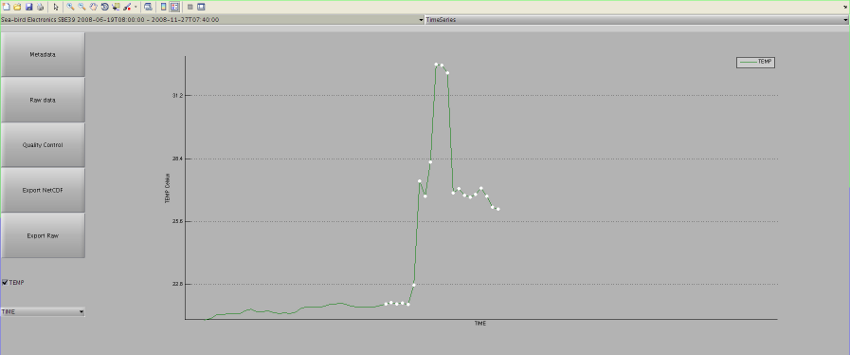 Sea-bird Electronics SBE39 2008-06-19T08:00:00 - 2008-11-27T07:40:00
TimeSeries
Metadata
Raw data
Quality Control
Export NetCDF
Export Raw
TEMP
TIME
TEMP
31.2
28.4
25.6
22.8
TEMP Celsius
TIME